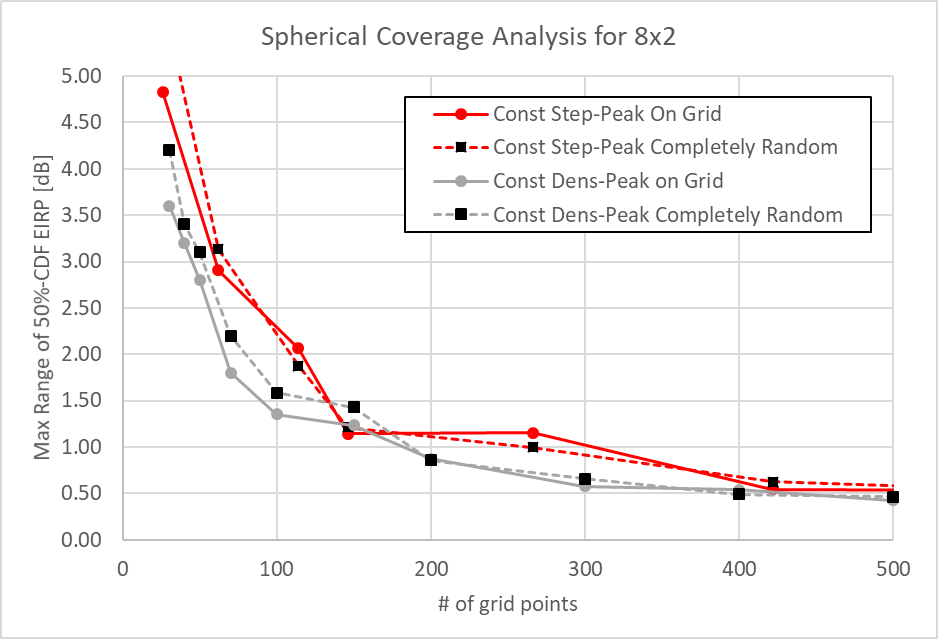 Spherical Coverage Analysis for 8x2
Max Range of 50%-CDF EIRP [dB]
5.00
4.50
4.00
3.50
3.00
2.50
2.00
1.50
1.00
0.50
0.00
Const Step-Peak On Grid
Const Step-Peak Completely Random
Const Dens-Peak on Grid
Const Dens-Peak Completely Random
0 100 200 300 400 500
# of grid points